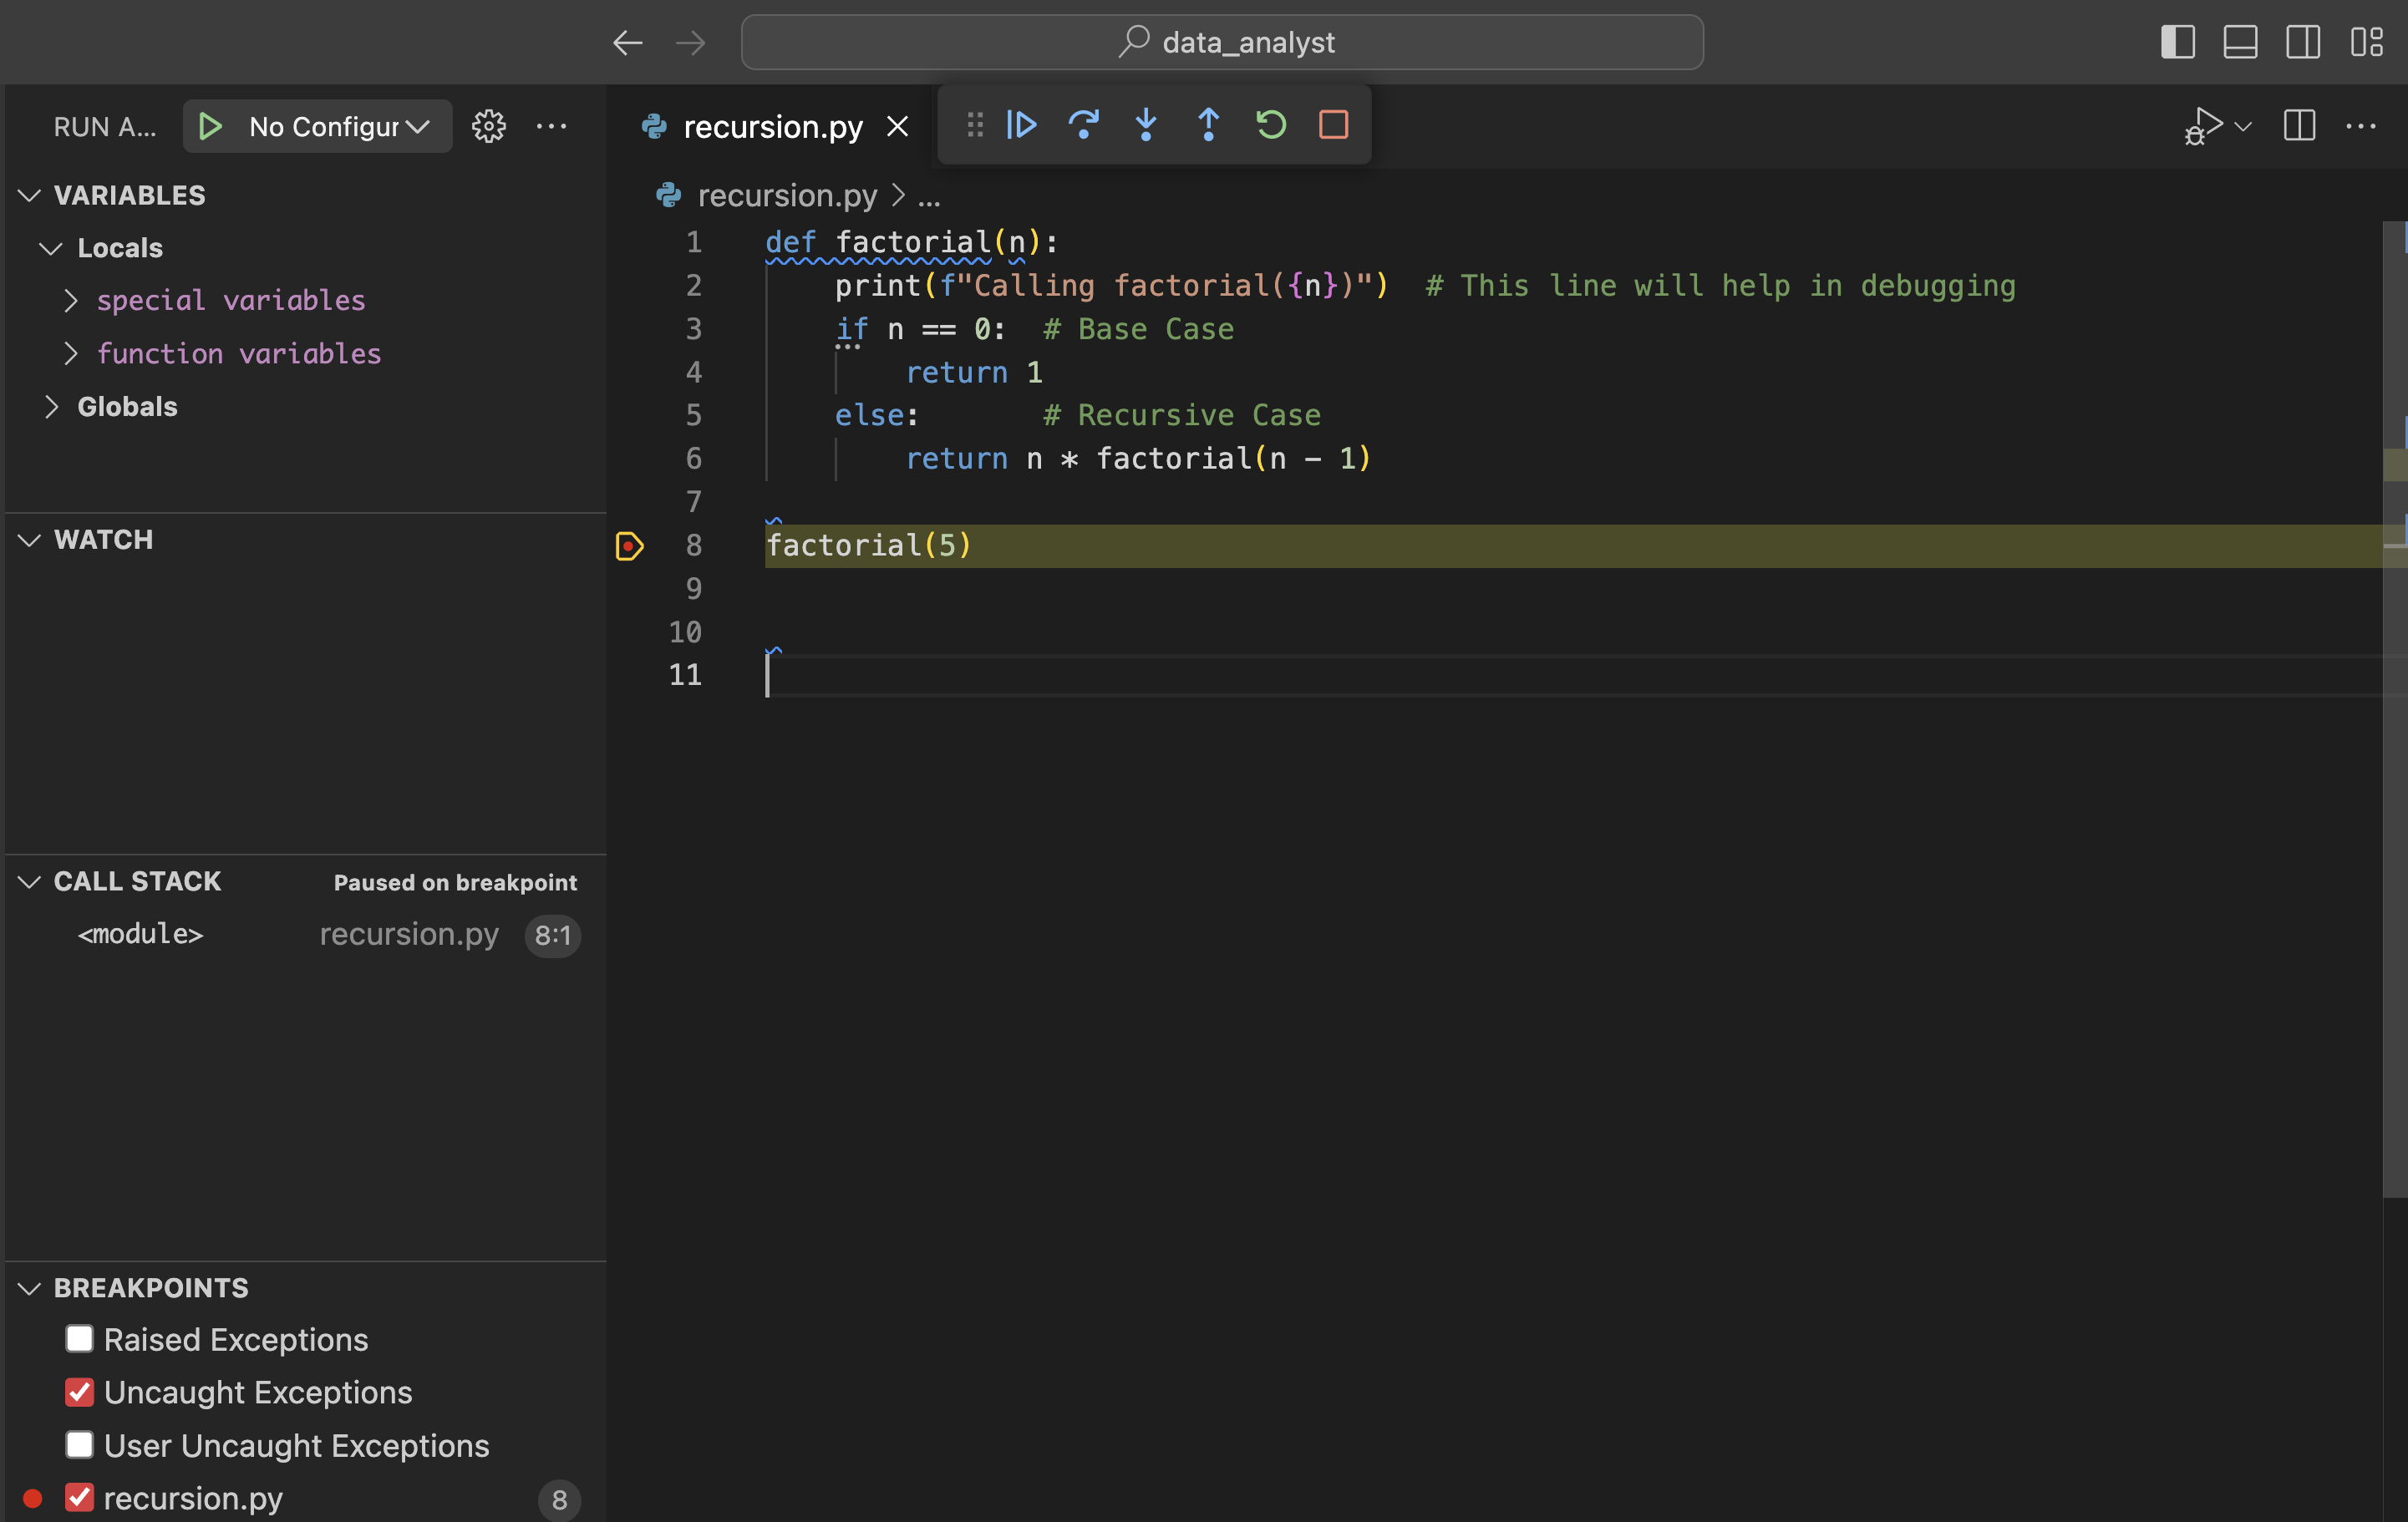 data_analyst
RUN A...
No Configur
recursion.py
recursion.py > ...
VARIABLES
Locals
special variables
function variables
Globals
WATCH
CALL STACK
Paused on breakpoint
<module>
recursion.py
8:1
BREAKPOINTS
Raised Exceptions
Uncaught Exceptions
User Uncaught Exceptions
recursion.py
8
1 def factorial(n):
2     print(f"Calling factorial({n})")  # This line will help in debugging
3     if n == 0:  # Base Case
4         return 1
5     else:       # Recursive Case
6         return n * factorial(n - 1)
7
8 factorial(5)
9
10
11